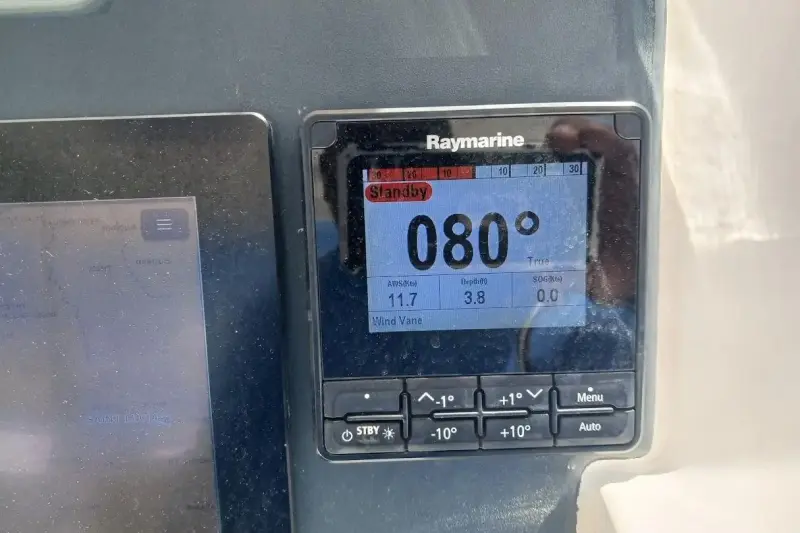 Raymarine
30 20 10 10 20 30
Standby
080°
True
AWS(Kts) Depth(ft) SOG(Kts)
11.7 3.8 0.0
Wind Vane
-1° +1° Menu
STBY -10° +10° Auto